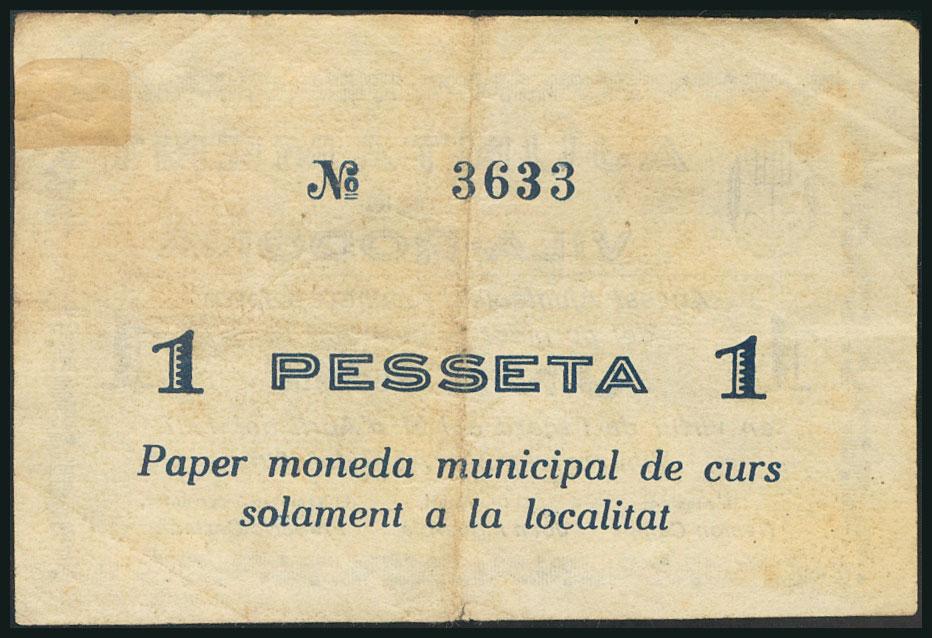 № 3633
1 PESSETA 1
Paper moneda municipal de curs
solament a la localitat